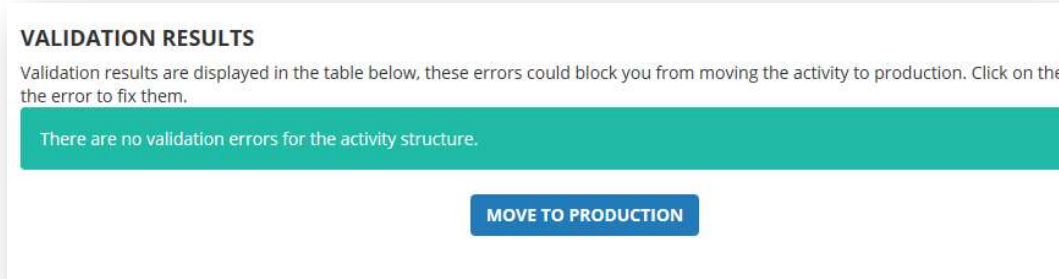 VALIDATION RESULTS
Validation results are displayed in the table below, these errors could block you from moving the activity to production. Click on the
the error to fix them.
There are no validation errors for the activity structure.
MOVE TO PRODUCTION